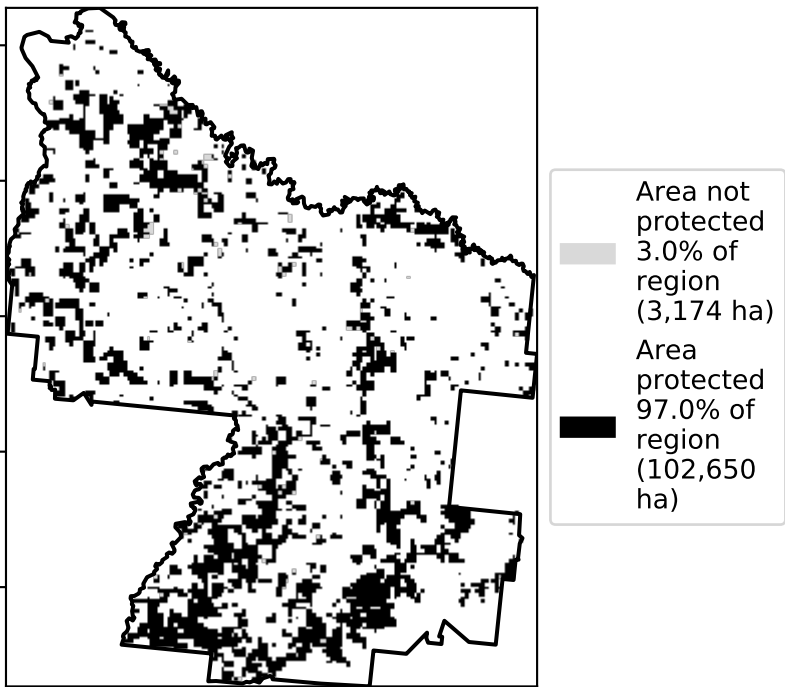 Area not
protected
3.0% of
region
(3,174 ha)
Area
protected
97.0% of
region
(102,650
ha)